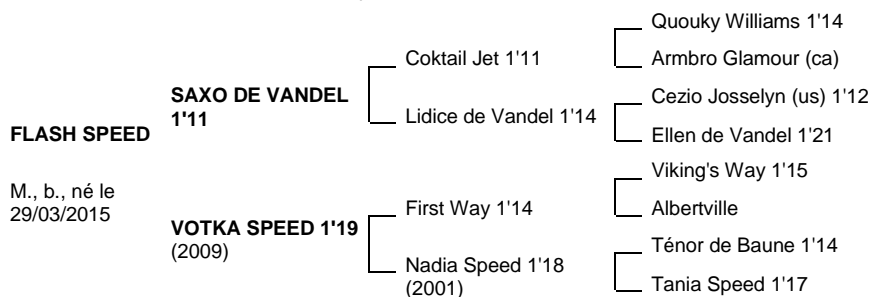 Quouky Williams 1'14
Coktail Jet 1'11
Armbro Glamour (ca)
SAXO DE VANDEL
1'11
Cezio Josselyn (us) 1'12
Lidice de Vandel 1'14
Ellen de Vandel 1'21
FLASH SPEED
M., b., né le
29/03/2015
Viking's Way 1'15
First Way 1'14
Albertville
VOTKA SPEED 1'19
(2009)
Ténor de Baune 1'14
Nadia Speed 1'18
(2001)
Tania Speed 1'17